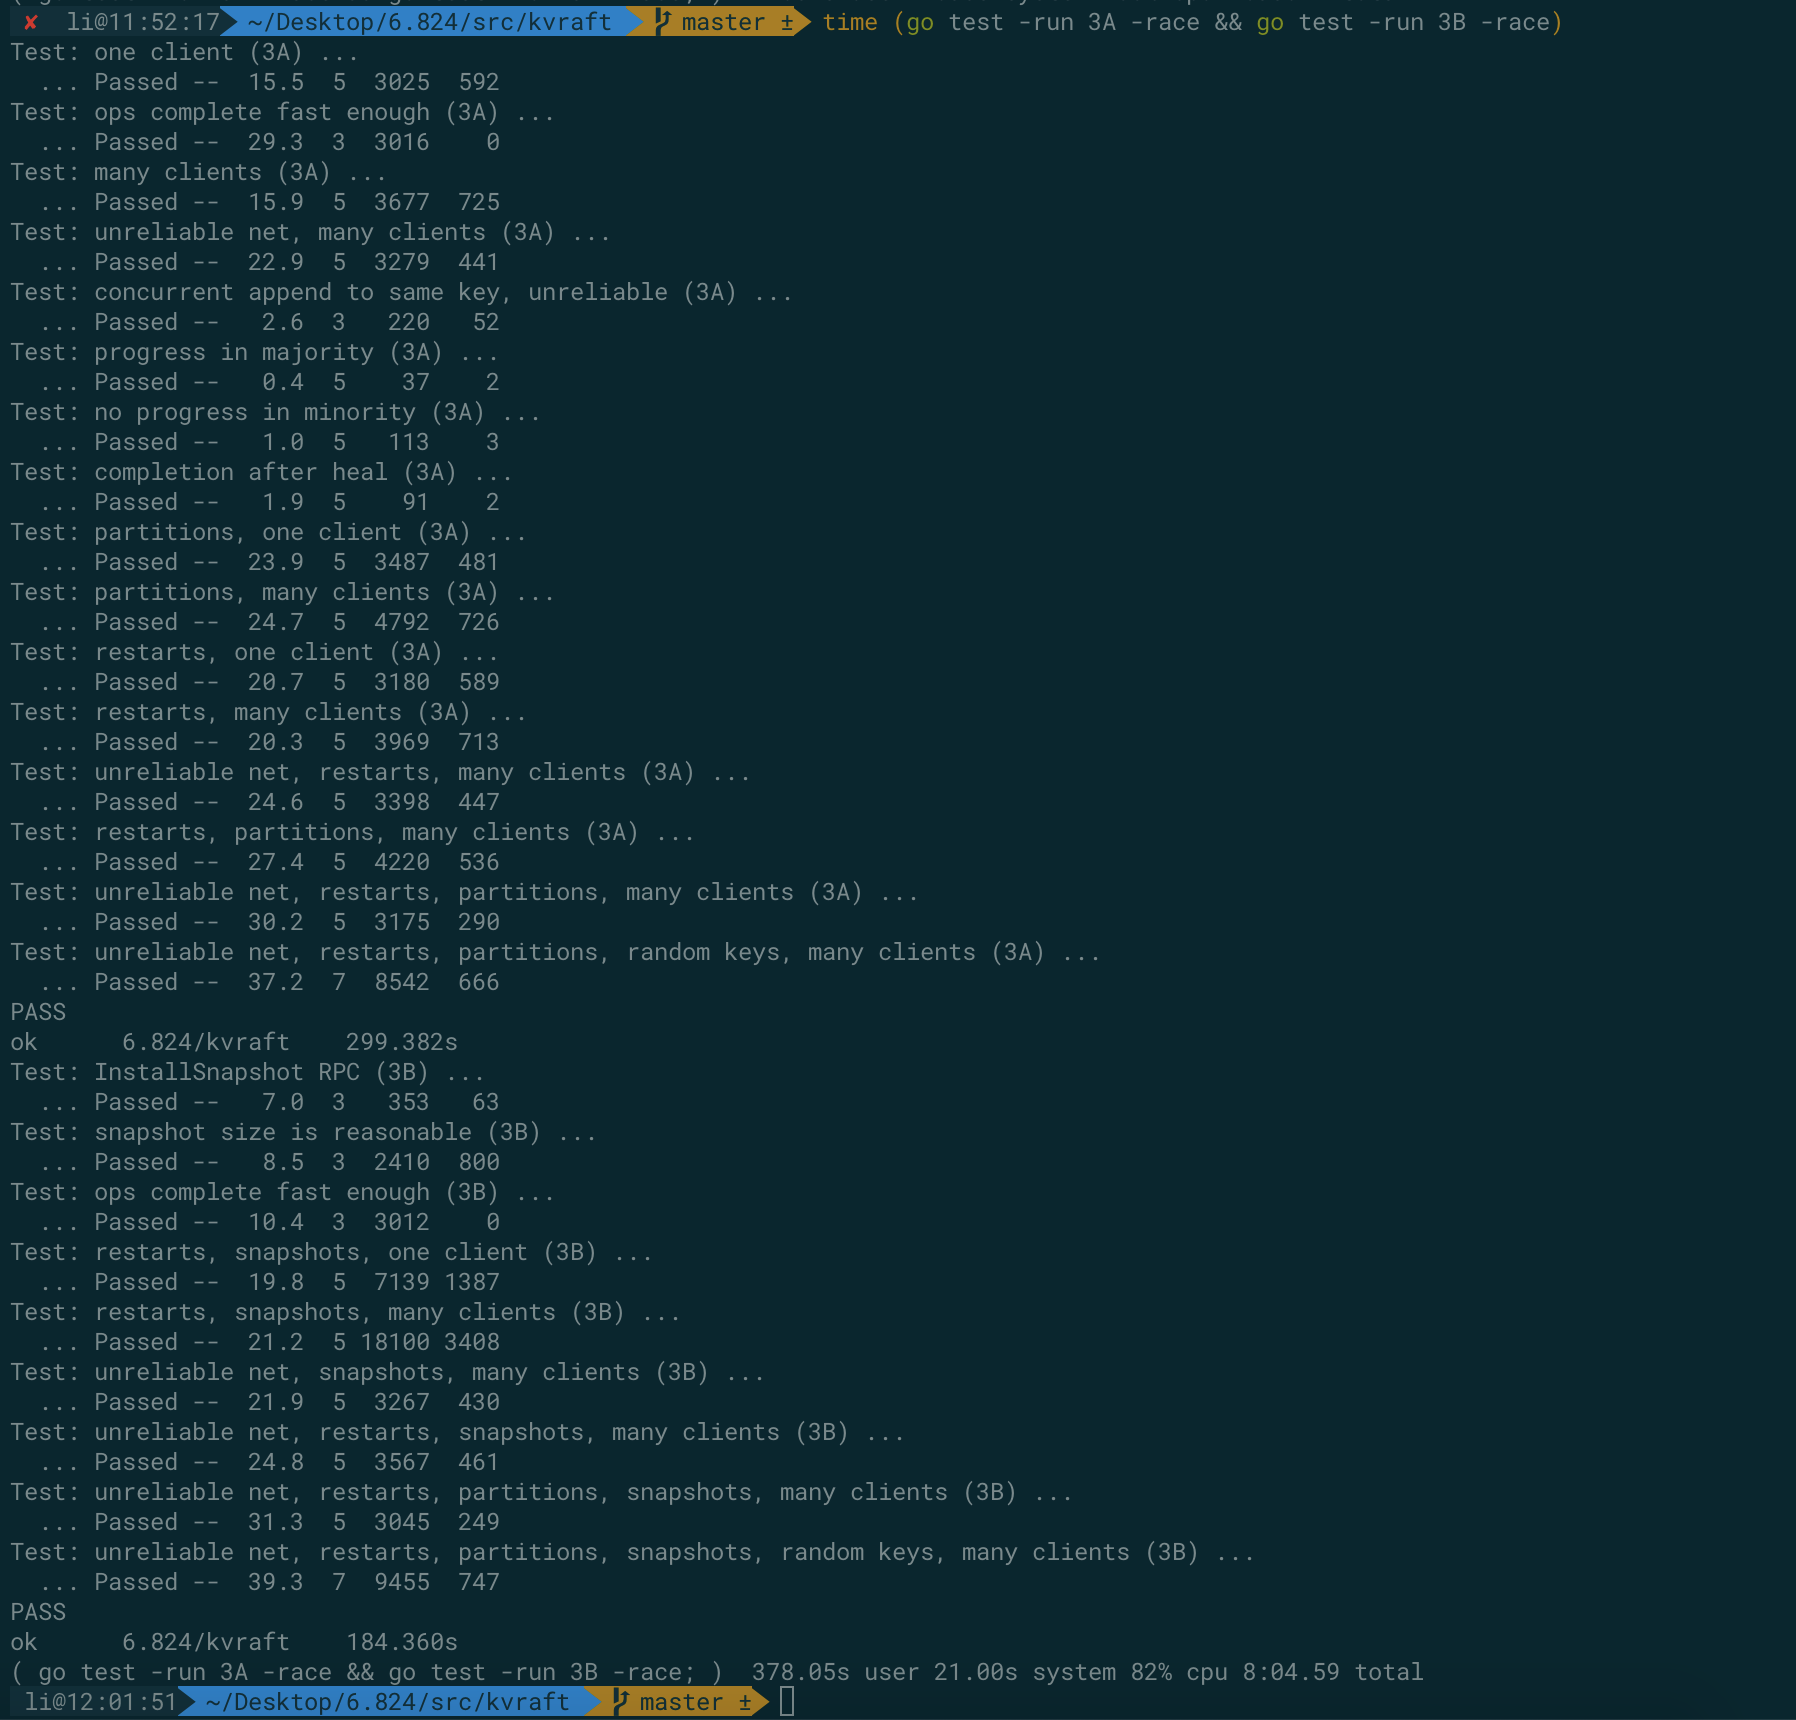 ✘ li@11:52:17 ~/Desktop/6.824/src/kvraft master ± time (go test -run 3A -race && go test -run 3B -race)
Test: one client (3A) ...
  ... Passed --  15.5  5  3025  592
Test: ops complete fast enough (3A) ...
  ... Passed --  29.3  3  3016    0
Test: many clients (3A) ...
  ... Passed --  15.9  5  3677  725
Test: unreliable net, many clients (3A) ...
  ... Passed --  22.9  5  3279  441
Test: concurrent append to same key, unreliable (3A) ...
  ... Passed --   2.6  3   220   52
Test: progress in majority (3A) ...
  ... Passed --   0.4  5    37    2
Test: no progress in minority (3A) ...
  ... Passed --   1.0  5   113    3
Test: completion after heal (3A) ...
  ... Passed --   1.9  5    91    2
Test: partitions, one client (3A) ...
  ... Passed --  23.9  5  3487  481
Test: partitions, many clients (3A) ...
  ... Passed --  24.7  5  4792  726
Test: restarts, one client (3A) ...
  ... Passed --  20.7  5  3180  589
Test: restarts, many clients (3A) ...
  ... Passed --  20.3  5  3969  713
Test: unreliable net, restarts, many clients (3A) ...
  ... Passed --  24.6  5  3398  447
Test: restarts, partitions, many clients (3A) ...
  ... Passed --  27.4  5  4220  536
Test: unreliable net, restarts, partitions, many clients (3A) ...
  ... Passed --  30.2  5  3175  290
Test: unreliable net, restarts, partitions, random keys, many clients (3A) ...
  ... Passed --  37.2  7  8542  666
PASS
ok      6.824/kvraft    299.382s
Test: InstallSnapshot RPC (3B) ...
  ... Passed --   7.0  3   353   63
Test: snapshot size is reasonable (3B) ...
  ... Passed --   8.5  3  2410  800
Test: ops complete fast enough (3B) ...
  ... Passed --  10.4  3  3012    0
Test: restarts, snapshots, one client (3B) ...
  ... Passed --  19.8  5  7139 1387
Test: restarts, snapshots, many clients (3B) ...
  ... Passed --  21.2  5 18100 3408
Test: unreliable net, snapshots, many clients (3B) ...
  ... Passed --  21.9  5  3267  430
Test: unreliable net, restarts, snapshots, many clients (3B) ...
  ... Passed --  24.8  5  3567  461
Test: unreliable net, restarts, partitions, snapshots, many clients (3B) ...
  ... Passed --  31.3  5  3045  249
Test: unreliable net, restarts, partitions, snapshots, random keys, many clients (3B) ...
  ... Passed --  39.3  7  9455  747
PASS
ok      6.824/kvraft    184.360s
( go test -run 3A -race && go test -run 3B -race; )  378.05s user 21.00s system 82% cpu 8:04.59 total
li@12:01:51 ~/Desktop/6.824/src/kvraft master ±